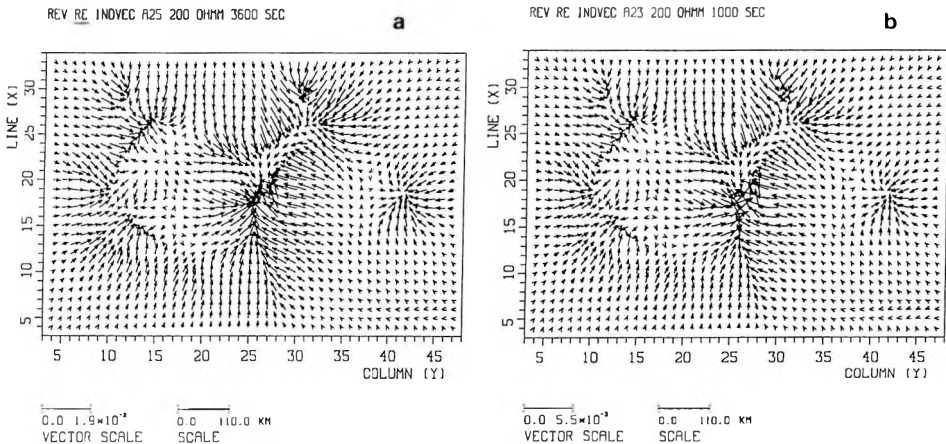 REV RE INDVEC A25 200 OHMM 3600 SEC
a
LINE (X)
30
25
20
15
10
5
5 10 15 20 25 30 35 40 45
COLUMN (Y)
0.0 1.9*10⁻³
VECTOR SCALE
0.0 110.0 KM
SCALE
REV RE INDVEC A23 200 OHMM 1000 SEC
b
LINE (X)
30
25
20
15
10
5
5 10 15 20 25 30 35 40 45
COLUMN (Y)
0.0 5.5*10⁻³
VECTOR SCALE
0.0 110.0 KM
SCALE